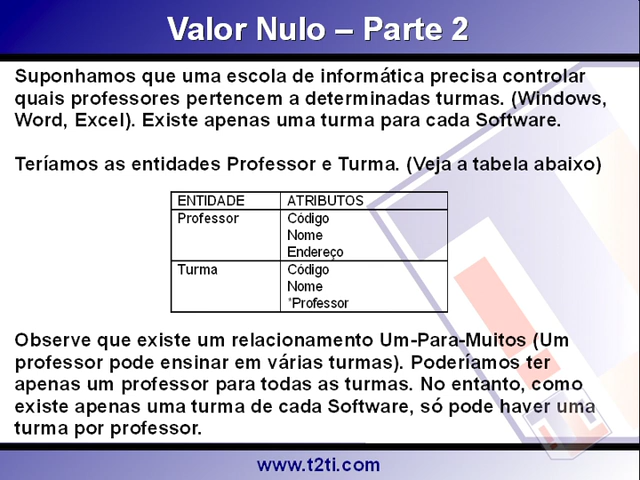 Valor Nulo – Parte 2
Suponhamos que uma escola de informática precisa controlar
quais professores pertencem a determinadas turmas. (Windows,
Word, Excel). Existe apenas uma turma para cada Software.
Teríamos as entidades Professor e Turma. (Veja a tabela abaixo)
ENTIDADE ATRIBUTOS
Professor Código
Nome
Endereço
Turma Código
Nome
*Professor
Observe que existe um relacionamento Um-Para-Muitos (Um
professor pode ensinar em várias turmas). Poderíamos ter
apenas um professor para todas as turmas. No entanto, como
existe apenas uma turma de cada Software, só pode haver uma
turma por professor.
www.t2ti.com